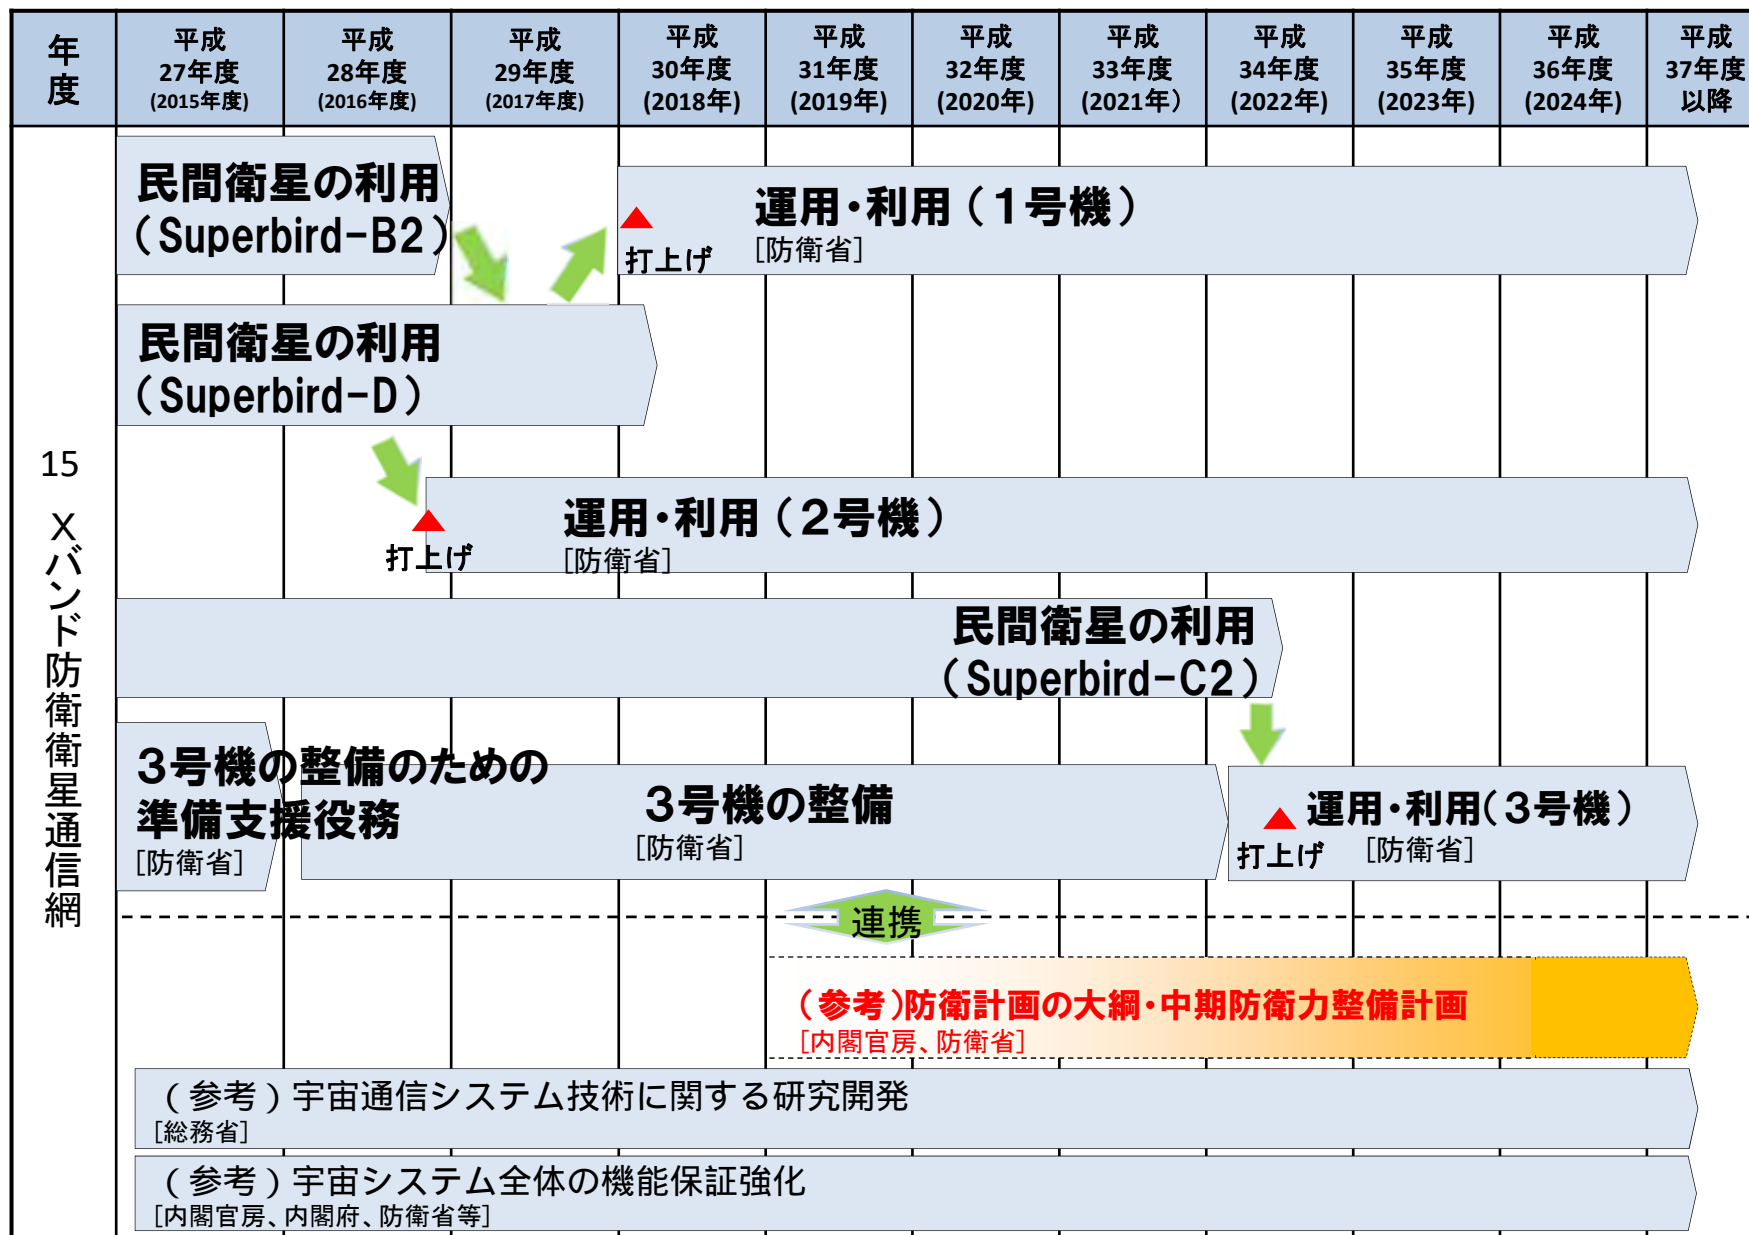 年
度
平成
27年度
(2015年度)
平成
28年度
(2016年度)
平成
29年度
(2017年度)
平成
30年度
(2018年)
平成
31年度
(2019年)
平成
32年度
(2020年)
平成
33年度
(2021年）
平成
34年度
(2022年)
平成
35年度
(2023年)
平成
36年度
(2024年)
平成
37年度
以降
15 Xバンド防衛衛星通信網
民間衛星の利用
（Superbird-B2）
打上げ
運用・利用（１号機）
[防衛省]
民間衛星の利用
（Superbird-D）
打上げ
運用・利用（２号機）
[防衛省]
民間衛星の利用
（Superbird-C2）
３号機の整備のための
準備支援役務
[防衛省]
３号機の整備
[防衛省]
打上げ
運用・利用（３号機）
[防衛省]
連携
（参考）防衛計画の大綱・中期防衛力整備計画
[内閣官房、防衛省]
（参考）宇宙通信システム技術に関する研究開発
[総務省]
（参考）宇宙システム全体の機能保証強化
[内閣官房、内閣府、防衛省等]